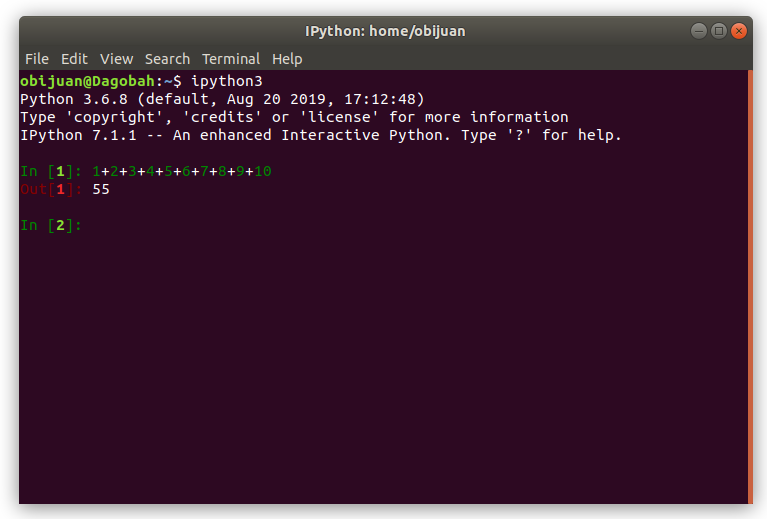 IPython: home/obijuan
File Edit View Search Terminal Help
obijuan@Dagobah:~$ ipython3
Python 3.6.8 (default, Aug 20 2019, 17:12:48)
Type 'copyright', 'credits' or 'license' for more information
IPython 7.1.1 -- An enhanced Interactive Python. Type '?' for help.
In [1]: 1+2+3+4+5+6+7+8+9+10
Out[1]: 55
In [2]: